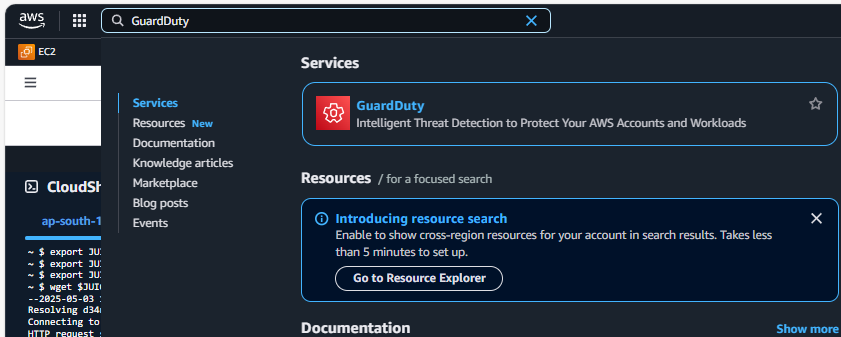 aws
GuardDuty
EC2
Services
Resources New
Documentation
Knowledge articles
Marketplace
Blog posts
Events
Services
GuardDuty
Intelligent Threat Detection to Protect Your AWS Accounts and Workloads
Resources / for a focused search
Introducing resource search
Enable to show cross-region resources for your account in search results. Takes less
than 5 minutes to set up.
Go to Resource Explorer
Documentation
Show more
CloudSh
ap-south-1
~ $ export JUI
~ $ export JUI
~ $ export JUI
~ $ wget $JUI
--2025-05-03
Resolving d34
Connecting to
HTTP request